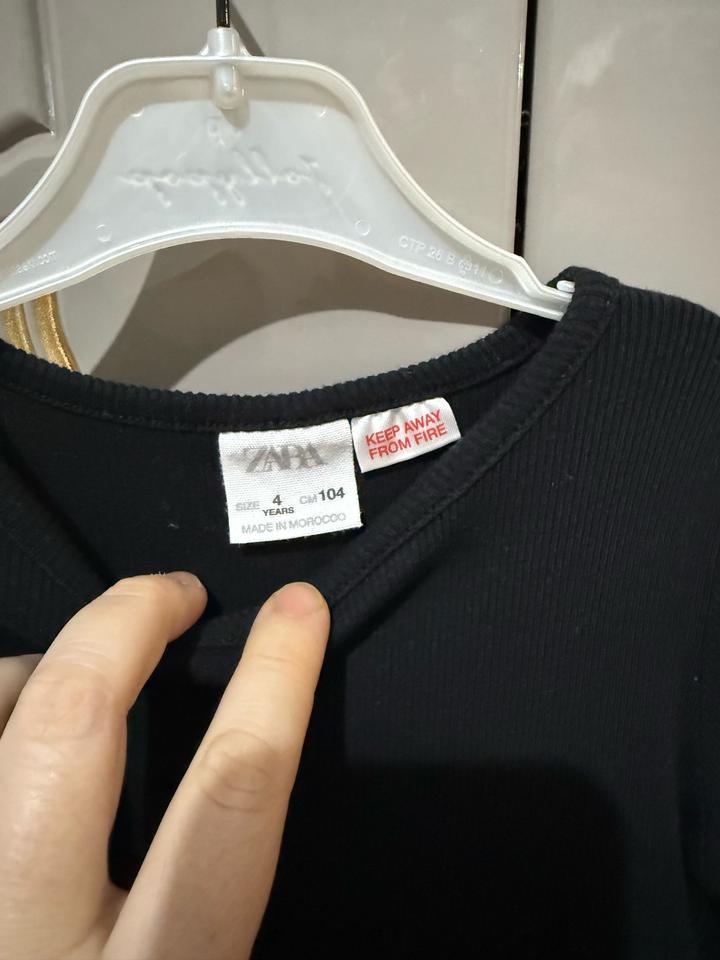 CTP 26 B
ZARA
SIZE 4 CM 104
YEARS
MADE IN MOROCCO
KEEP AWAY
FROM FIRE